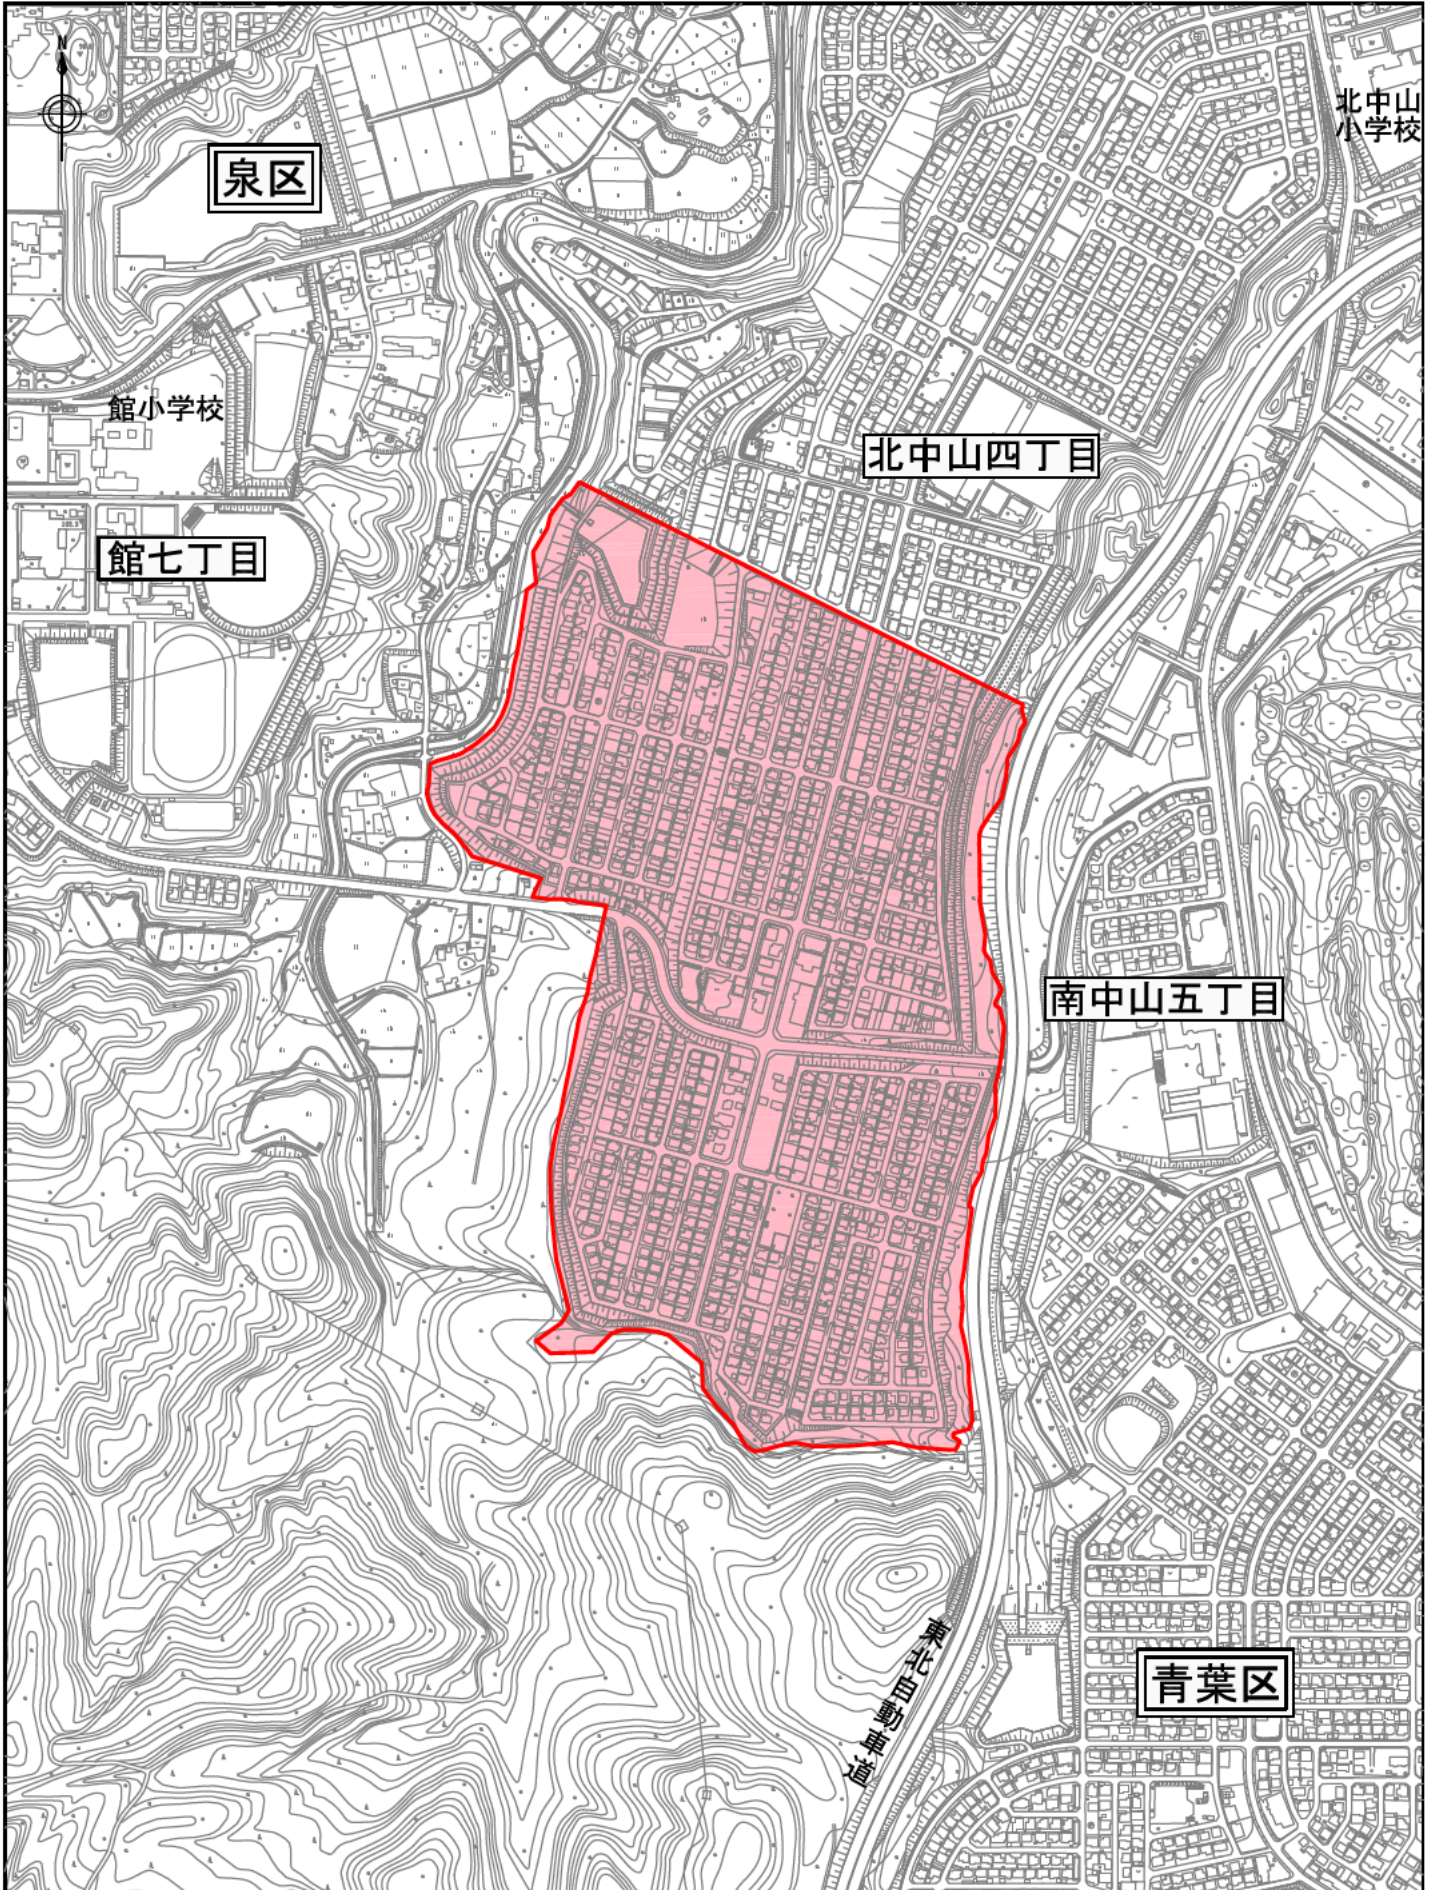 N
北中山
小学校
泉区
館小学校
北中山四丁目
館七丁目
南中山五丁目
東北自動車道
青葉区